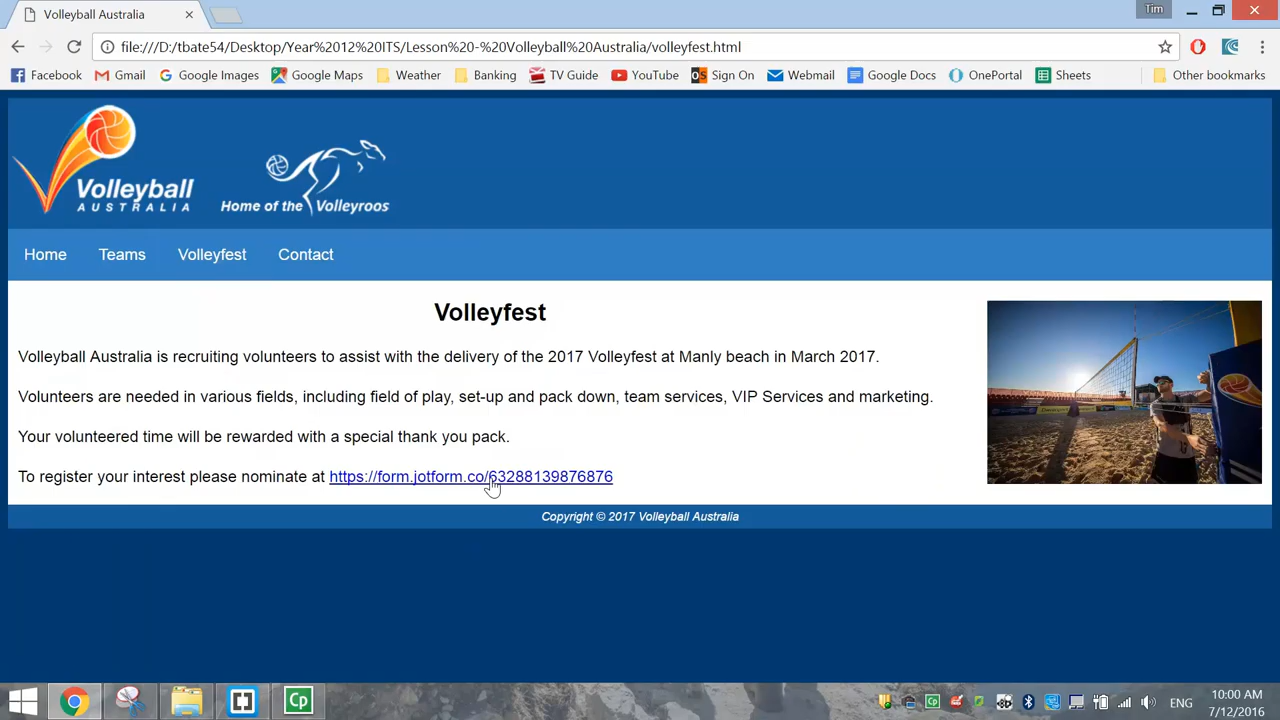 Volleyball Australia
Tim
file:///D:/tbate54/Desktop/Year%2012%20ITS/Lesson%20-%20Volleyball%20Australia/volleyfest.html
Facebook Gmail Google Images Google Maps Weather Banking TV Guide YouTube Sign On Webmail Google Docs OnePortal Sheets Other bookmarks
Volleyball
AUSTRALIA
Home of the Volleyroos
Home Teams Volleyfest Contact
Volleyfest
Volleyball Australia is recruiting volunteers to assist with the delivery of the 2017 Volleyfest at Manly beach in March 2017.
Volunteers are needed in various fields, including field of play, set-up and pack down, team services, VIP Services and marketing.
Your volunteered time will be rewarded with a special thank you pack.
To register your interest please nominate at https://form.jotform.co/63288139876876
Copyright © 2017 Volleyball Australia
Cp
ENG
10:00 AM
7/12/2016